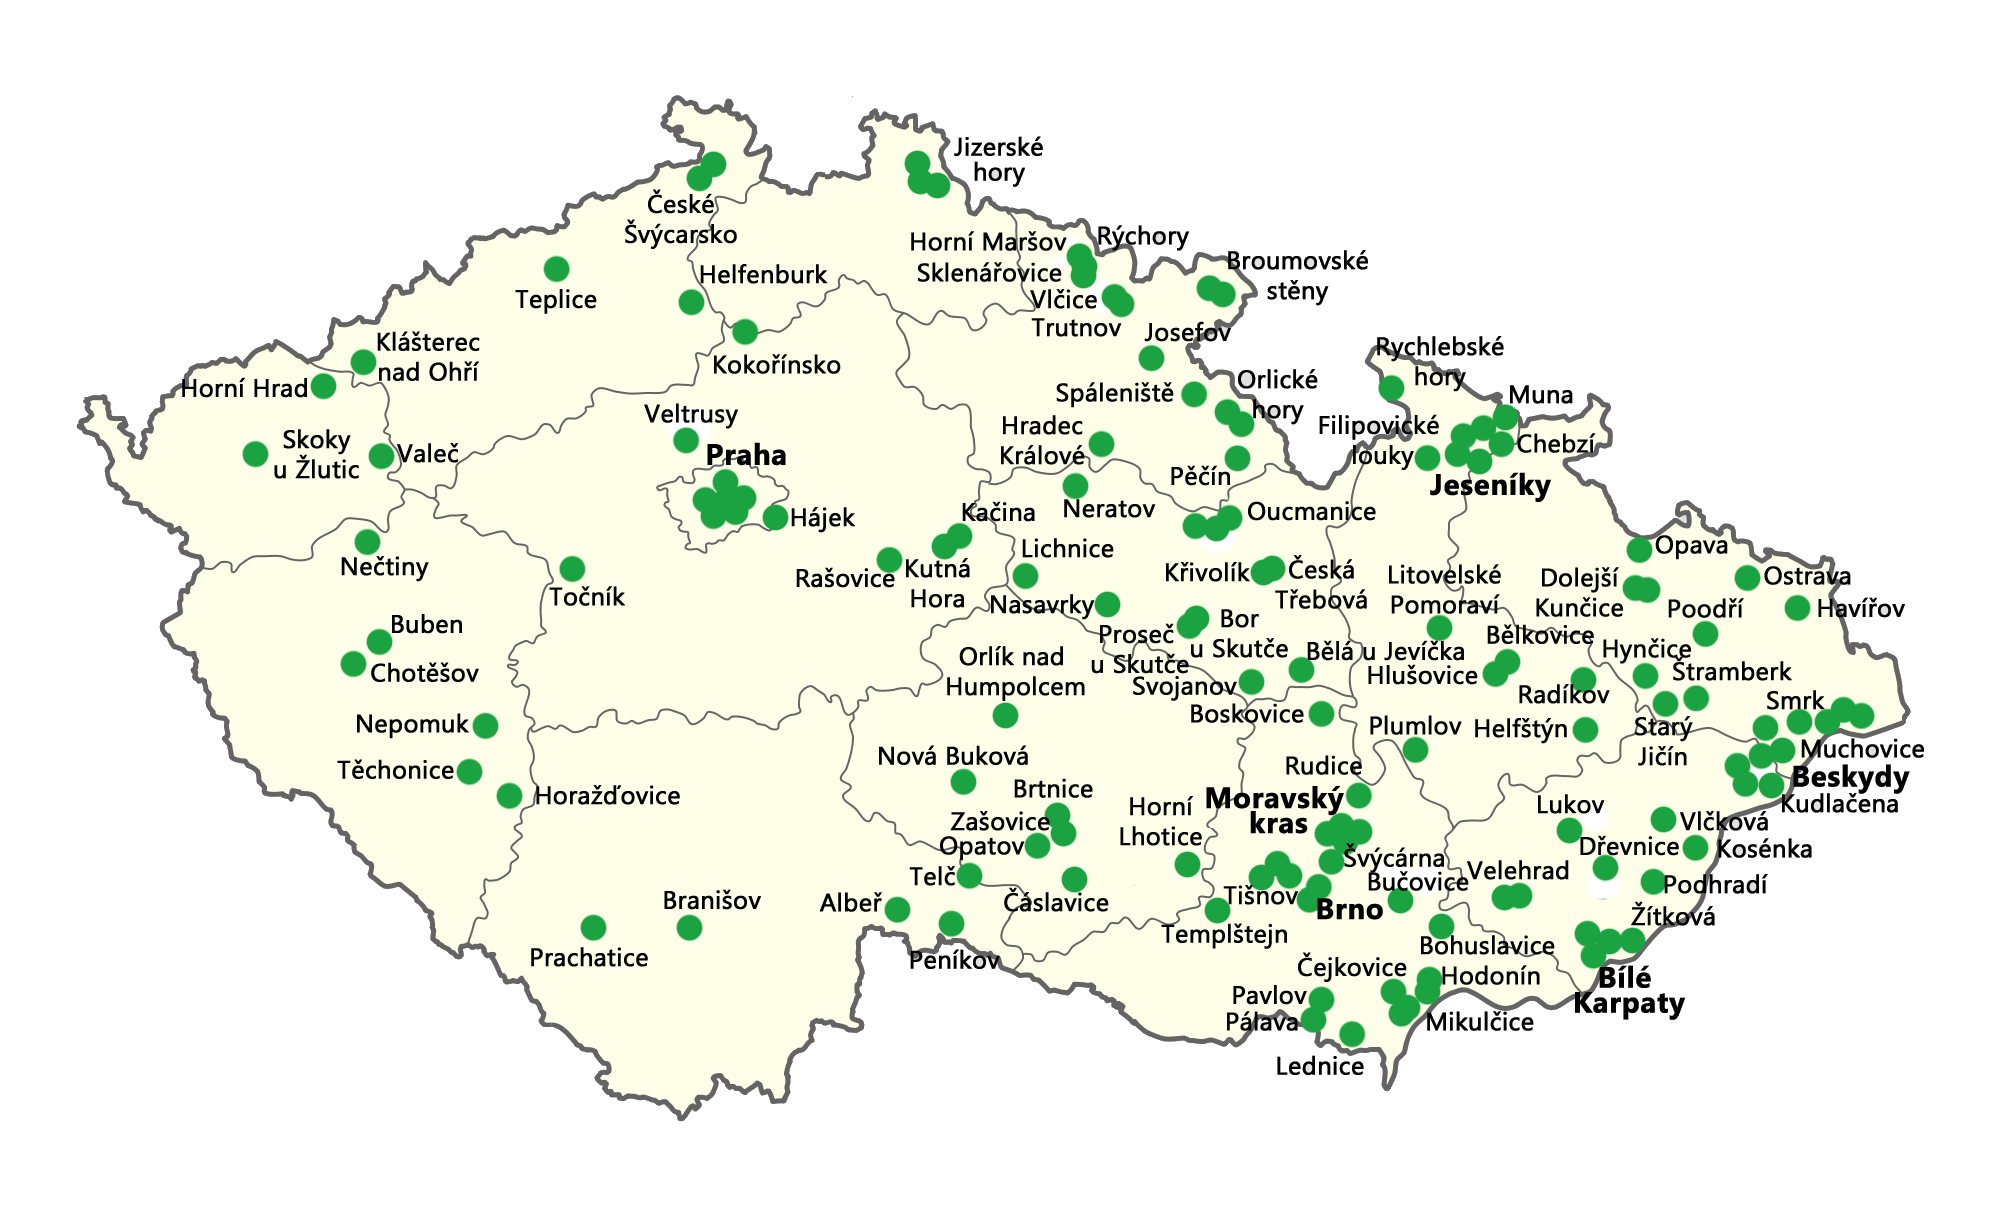 Jizerské
hory
České
Švýcarsko
Rýchory
Horní Maršov
Sklenářovice
Broumovské
stěny
Helfenburk
Teplice
Vlčice
Trutnov
Josefov
Klášterec
nad Ohří
Kokořínsko
Rychlebské
hory
Horní Hrad
Spáleniště
Orlické
hory
Muna
Veltrusy
Hradec
Králové
Filipovické
louky
Chebzí
Skoky
u Žlutic
Valeč
Praha
Pěčín
Jeseníky
Neratov
Kačina
Oucmanice
Hájek
Opava
Lichnice
Nečtiny
Rašovice
Kutná
Hora
Křivolík
Česká
Třebová
Litovelské
Pomoraví
Dolejší
Kunčice
Ostrava
Točník
Nasavrky
Poodří
Havířov
Buben
Proseč
u Skutče
Bor
u Skutče
Bělkovice
Chotěšov
Orlík nad
Humpolcem
Bělá u Jevíčka
Hynčice
Hlušovice
Štramberk
Svojanov
Radíkov
Smrk
Nepomuk
Boskovice
Plumlov
Helfštýn
Starý
Jičín
Muchovice
Nová Buková
Těchonice
Rudice
Beskydy
Horažďovice
Brtnice
Horní
Lhotice
Moravský
kras
Lukov
Kudlačena
Zašovice
Vlčková
Opatov
Dřevnice
Kosénka
Švýcárna
Telč
Velehrad
Bučovice
Podhradí
Branišov
Albeř
Čáslavice
Tišnov
Brno
Žítková
Templštejn
Prachatice
Peníkov
Bohuslavice
Čejkovice
Hodonín
Bílé
Karpaty
Pavlov
Pálava
Mikulčice
Lednice